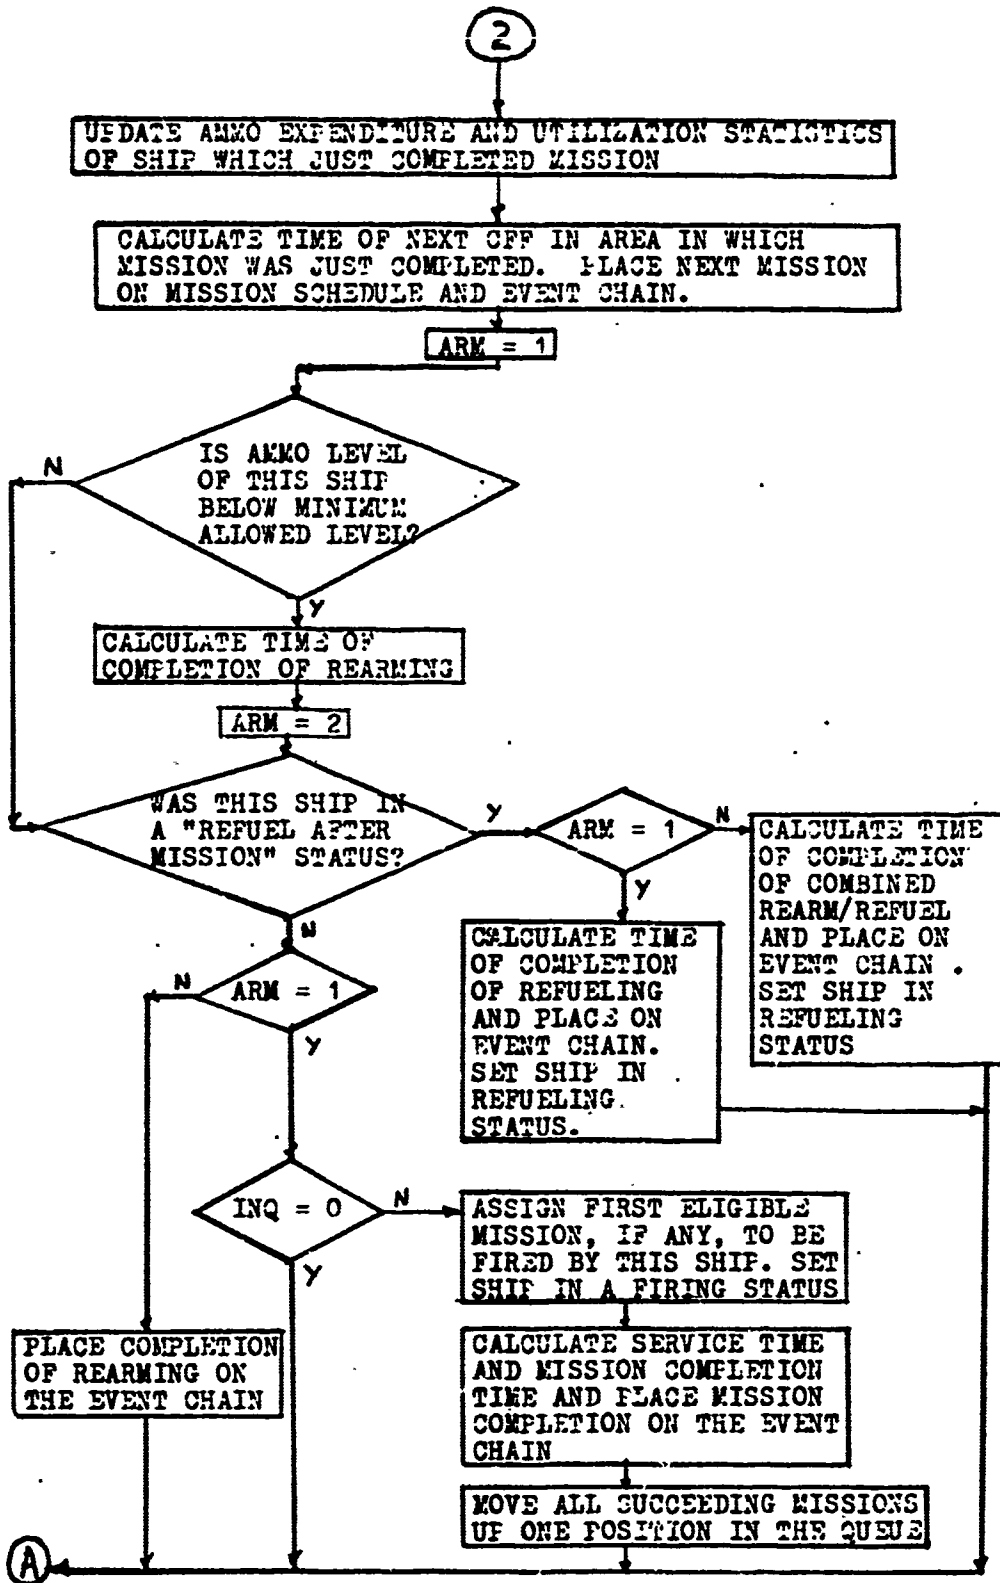 2
UPDATE AMMO EXPENDITURE AND UTILIZATION STATISTICS
OF SHIP WHICH JUST COMPLETED MISSION
CALCULATE TIME OF NEXT CFF IN AREA IN WHICH
MISSION WAS JUST COMPLETED. PLACE NEXT MISSION
ON MISSION SCHEDULE AND EVENT CHAIN.
ARM = 1
IS AMMO LEVEL
OF THIS SHIP
BELOW MINIMUM
ALLOWED LEVEL?
N
Y
CALCULATE TIME OF
COMPLETION OF REARMING
ARM = 2
WAS THIS SHIP IN
A "REFUEL AFTER
MISSION" STATUS?
Y
ARM = 1
N
CALCULATE TIME
OF COMPLETION
OF COMBINED
REARM/REFUEL
AND PLACE ON
EVENT CHAIN.
SET SHIP IN
REFUELING
STATUS
Y
CALCULATE TIME
OF COMPLETION
OF REFUELING
AND PLACE ON
EVENT CHAIN.
SET SHIP IN
REFUELING
STATUS.
N
ARM = 1
N
Y
INQ = 0
N
Y
ASSIGN FIRST ELIGIBLE
MISSION, IF ANY, TO BE
FIRED BY THIS SHIP. SET
SHIP IN A FIRING STATUS
PLACE COMPLETION
OF REARMING ON
THE EVENT CHAIN
CALCULATE SERVICE TIME
AND MISSION COMPLETION
TIME AND PLACE MISSION
COMPLETION ON THE EVENT
CHAIN
MOVE ALL SUCCEEDING MISSIONS
UP ONE POSITION IN THE QUEUE
A